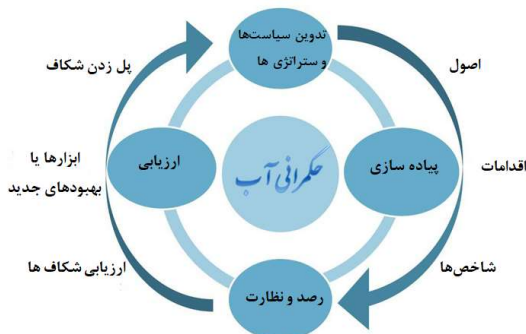 تدوین سیاست‌ها
و ستراتژی ها
اصول
پل زدن شکاف
ارزیابی
حکمرانی آب
پیاده سازی
اقدامات
ابزارها یا
بهبودهای جدید
شاخص‌ها
ارزیابی شکاف ها
رصد و نظارت